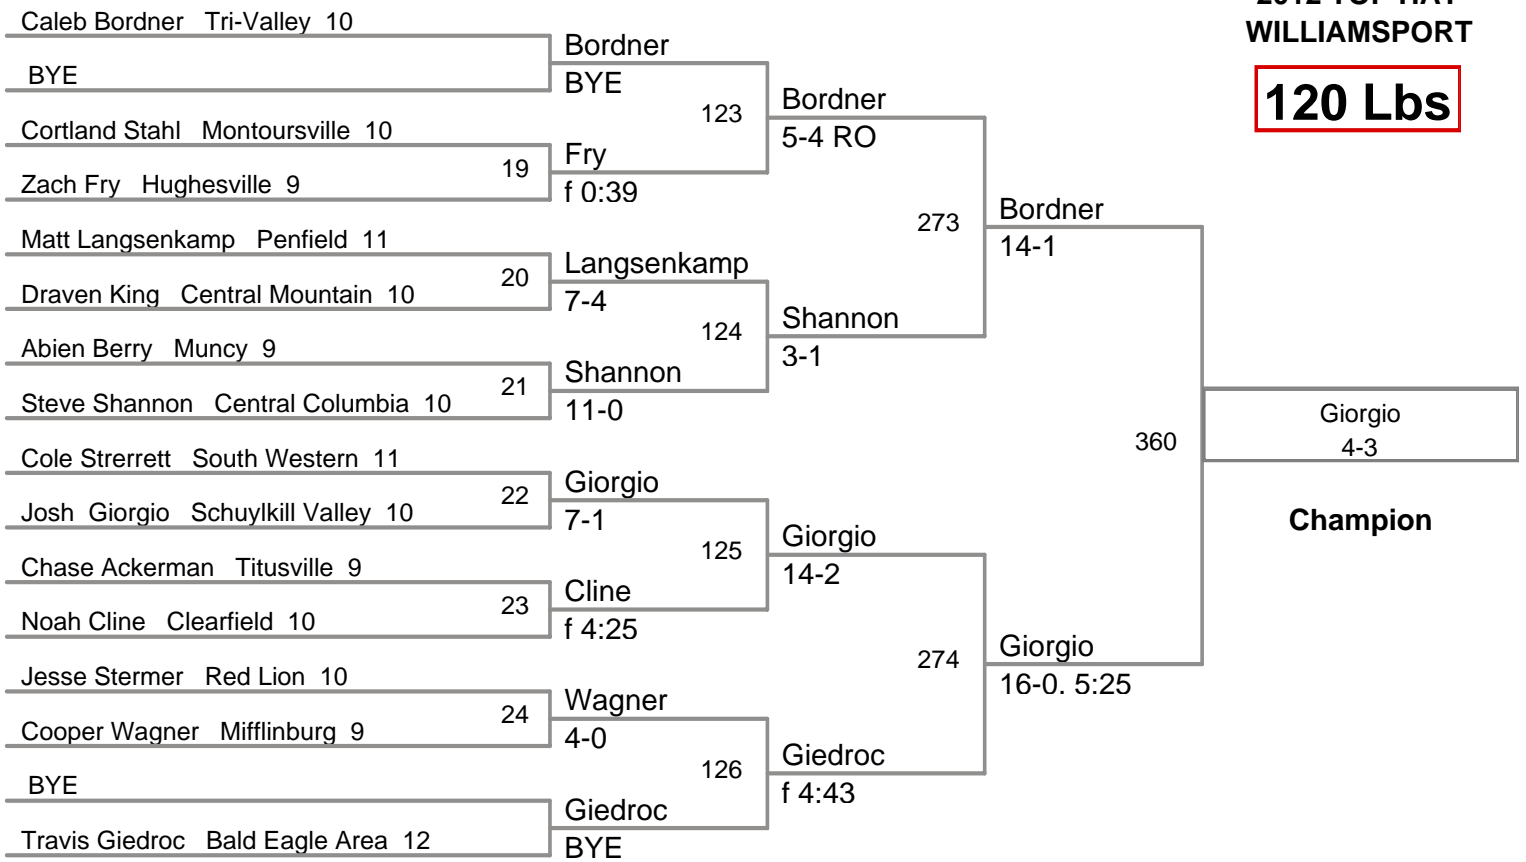 WILLIAMSPORT
120 Lbs
Caleb Bordner Tri-Valley 10
BYE
Cortland Stahl Montoursville 10
Zach Fry Hughesville 9
19
Matt Langsenkamp Penfield 11
Draven King Central Mountain 10
20
Abien Berry Muncy 9
Steve Shannon Central Columbia 10
21
Cole Strerrett South Western 11
Josh Giorgio Schuylkill Valley 10
22
Chase Ackerman Titusville 9
Noah Cline Clearfield 10
23
Jesse Stermer Red Lion 10
Cooper Wagner Mifflinburg 9
24
BYE
Travis Giedroc Bald Eagle Area 12
Bordner
BYE
123
Fry
f 0:39
Langsenkamp
7-4
124
Shannon
11-0
Giorgio
7-1
125
Cline
f 4:25
Wagner
4-0
126
Giedroc
BYE
Bordner
5-4 RO
273
Shannon
3-1
Giorgio
14-2
274
Giedroc
f 4:43
Bordner
14-1
360
Giorgio
16-0. 5:25
Giorgio
4-3
Champion